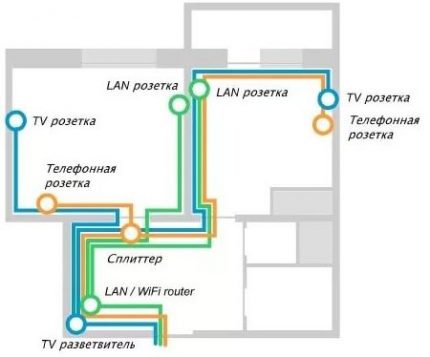 LAN розетка
LAN розетка
TV розетка
TV розетка
Телефонная
розетка
Телефонная
розетка
Сплиттер
LAN / WiFi router
TV разветвитель